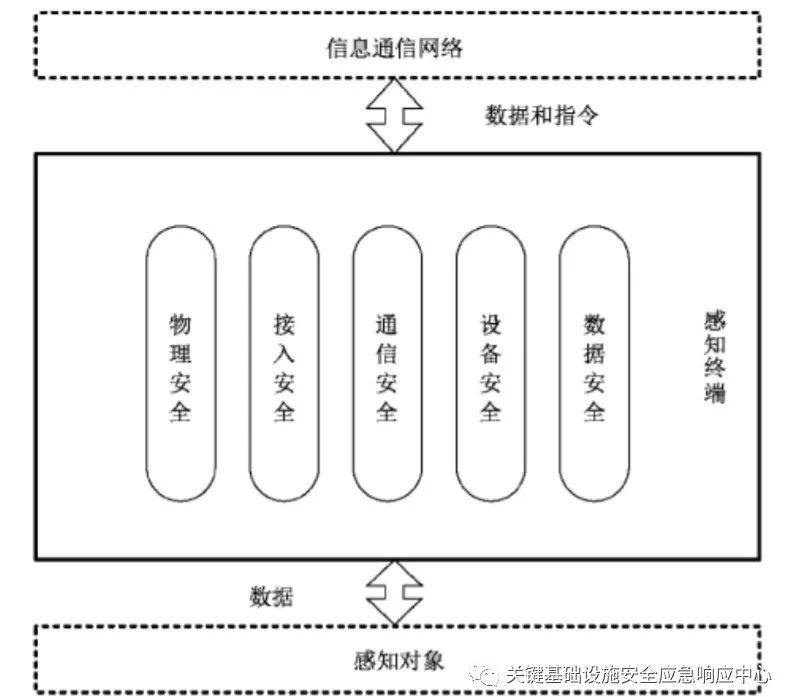 信息通信网络
数据和指令
物理安全
接入安全
通信安全
设备安全
数据安全
感知终端
数据
感知对象
关键基础设施安全应急响应中心